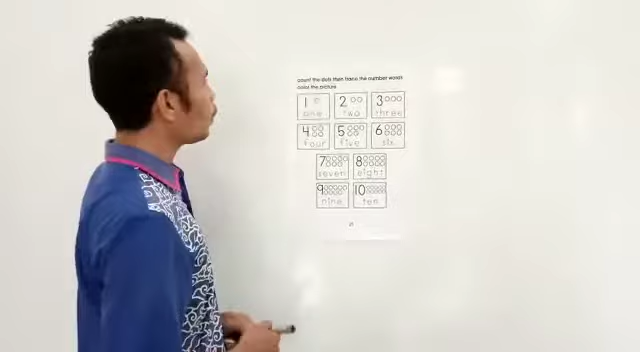 count the dots then trace the number words
color the picture
1 2 3
one two three
4 5 6
four five six
7 8
seven eight
9 10
nine ten